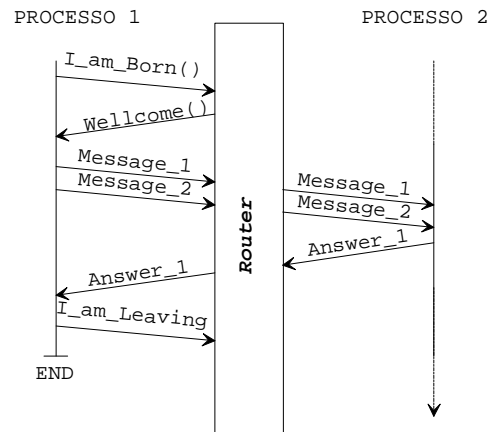 PROCESSO 1
PROCESSO 2
I_am_Born()
Wellcome()
Message_1
Message_2
Router
Message_1
Message_2
Answer_1
Answer_1
I_am_Leaving
END